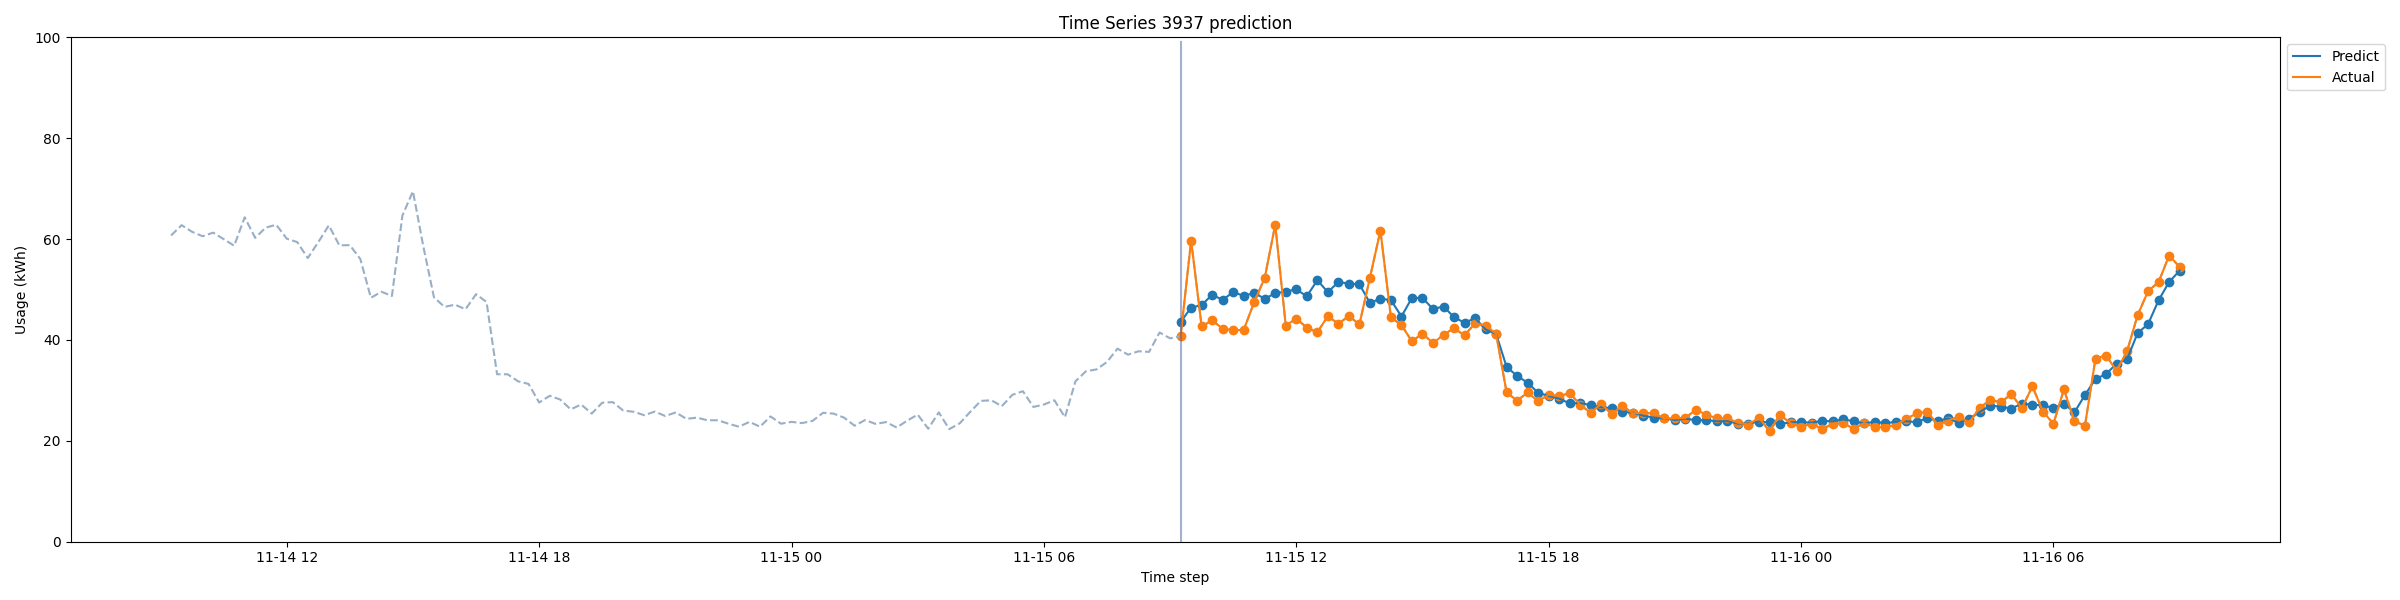 Time Series 3937 prediction
Predict
Actual
100
80
60
40
20
0
Usage (kWh)
11-14 12
11-14 18
11-15 00
11-15 06
11-15 12
11-15 18
11-16 00
11-16 06
Time step